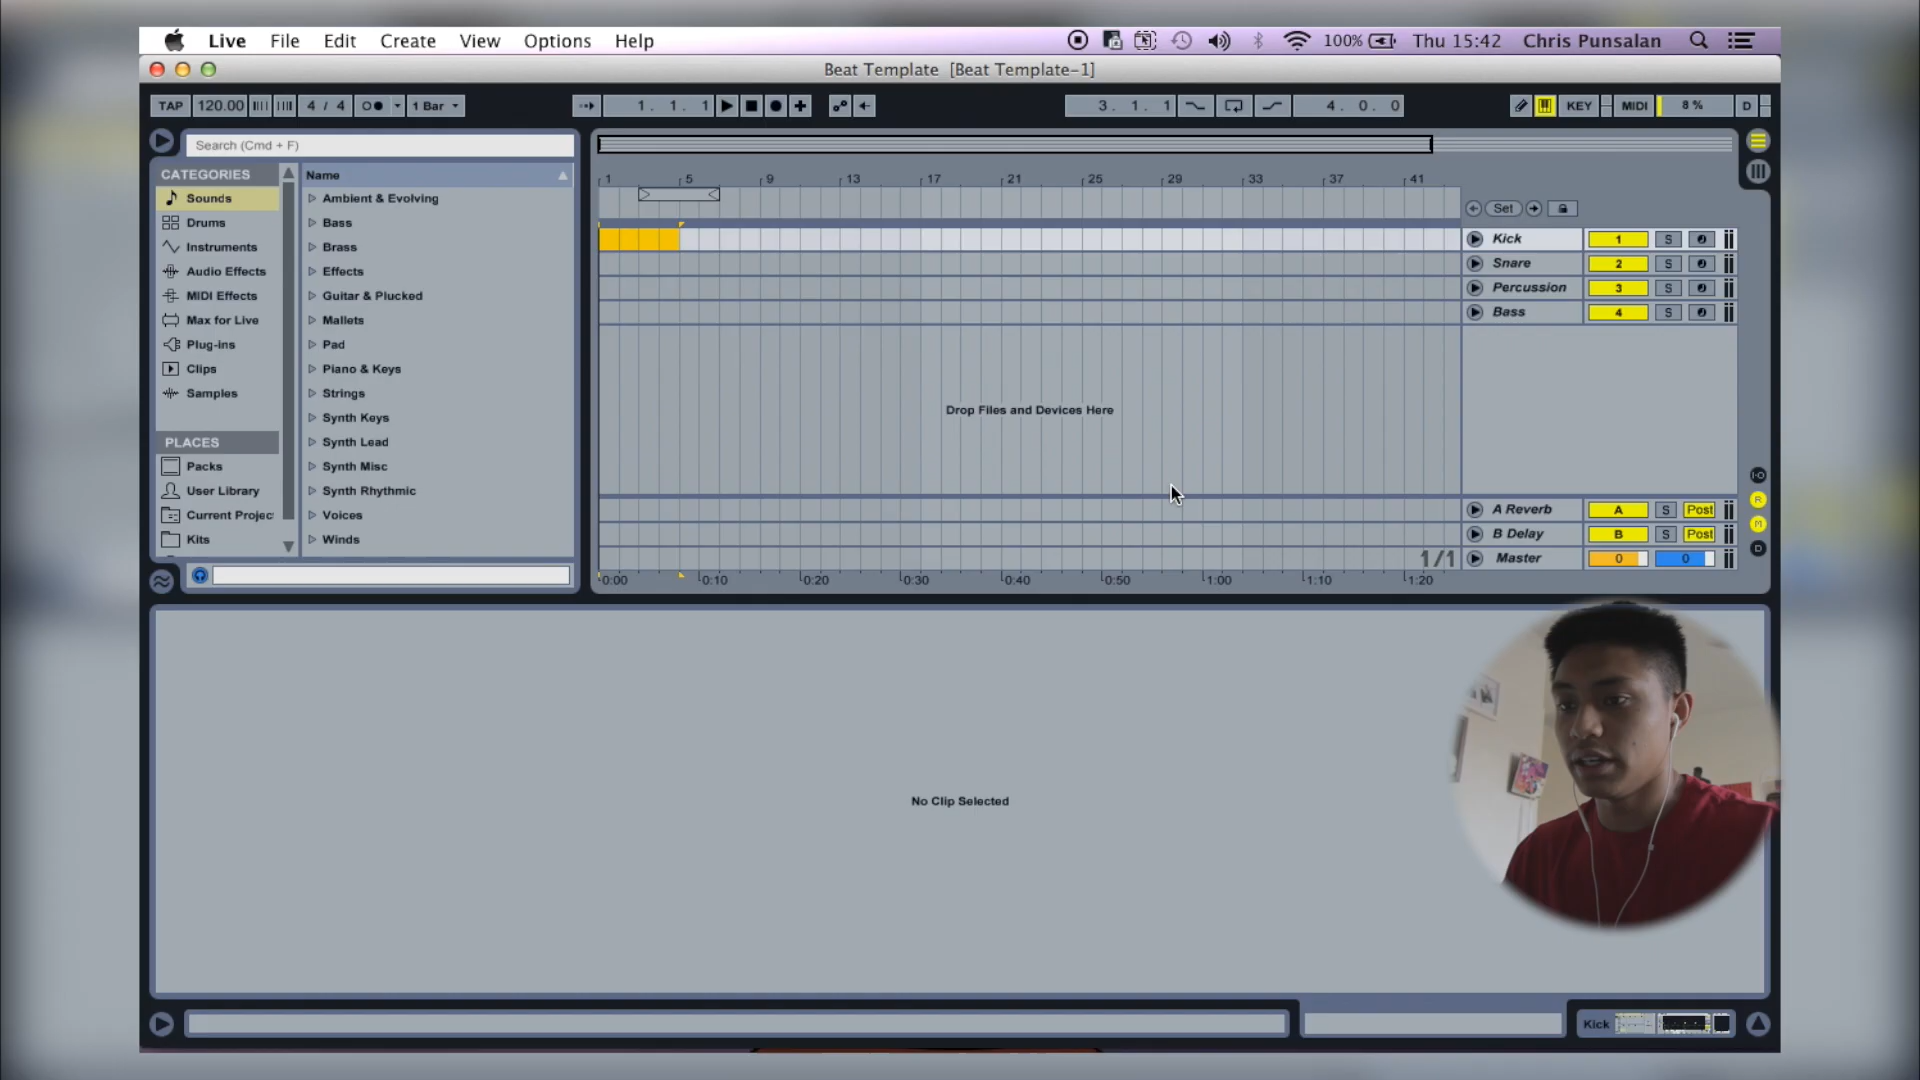 Live File Edit Create View Options Help 100% Thu 15:42 Chris Punsalan
Beat Template [Beat Template-1]
TAP 120.00 4 / 4 1 Bar 1. 1. 1 3. 1. 1 4. 0. 0 KEY MIDI 8 % D
Search (Cmd + F)
CATEGORIES
Sounds
Drums
Instruments
Audio Effects
MIDI Effects
Max for Live
Plug-ins
Clips
Samples
PLACES
Packs
User Library
Current Projec
Kits
Name
Ambient & Evolving
Bass
Brass
Effects
Guitar & Plucked
Mallets
Pad
Piano & Keys
Strings
Synth Keys
Synth Lead
Synth Misc
Synth Rhythmic
Voices
Winds
1 5 9 13 17 21 25 29 33 37 41
Set
Kick 1 S
Snare 2 S
Percussion 3 S
Bass 4 S
Drop Files and Devices Here
A Reverb A S Post
B Delay B S Post
1/1 Master 0 0
0:00 0:10 0:20 0:30 0:40 0:50 1:00 1:10 1:20
I-O
R
M
D
No Clip Selected
Kick